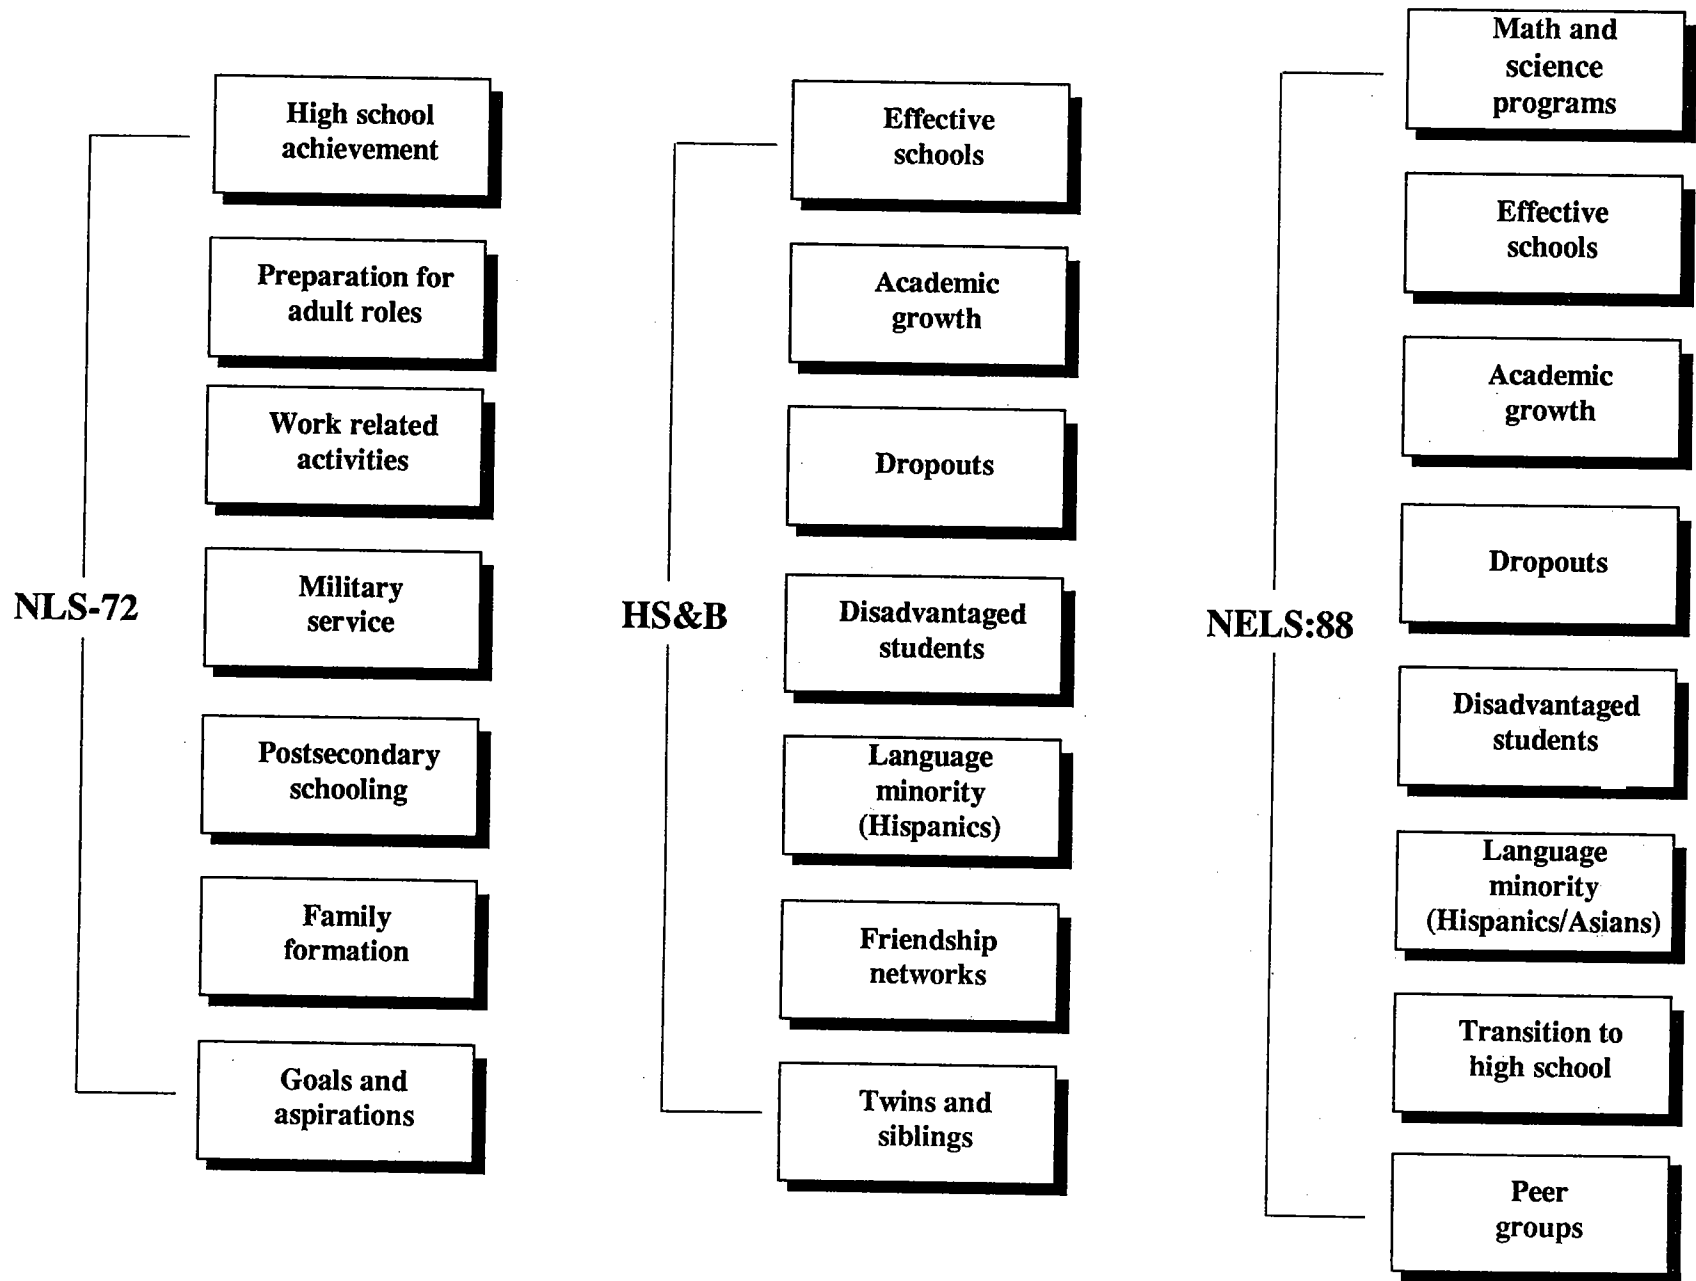 NLS-72
High school
achievement
Preparation for
adult roles
Work related
activities
Military
service
Postsecondary
schooling
Family
formation
Goals and
aspirations
HS&B
Effective
schools
Academic
growth
Dropouts
Disadvantaged
students
Language
minority
(Hispanics)
Friendship
networks
Twins and
siblings
NELS:88
Math and
science
programs
Effective
schools
Academic
growth
Dropouts
Disadvantaged
students
Language
minority
(Hispanics/Asians)
Transition to
high school
Peer
groups